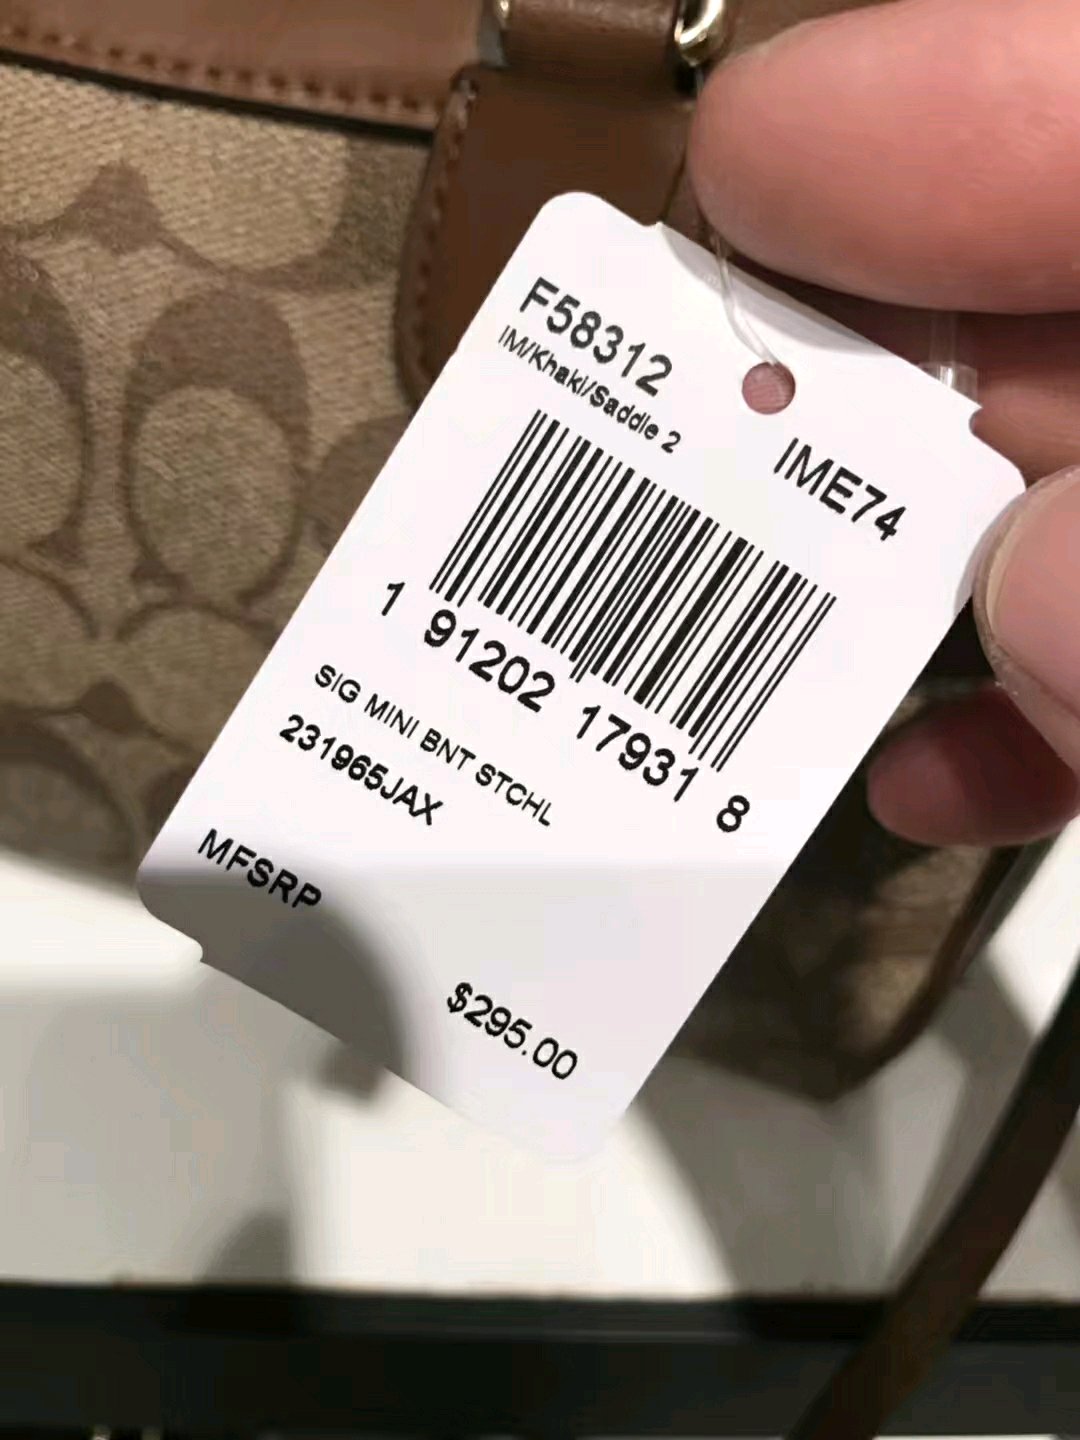 F58312
IM/Khaki/Saddle 2
IME74
1 91202 17931 8
SIG MINI BNT STCHL
231965JAX
MFSRP
$295.00